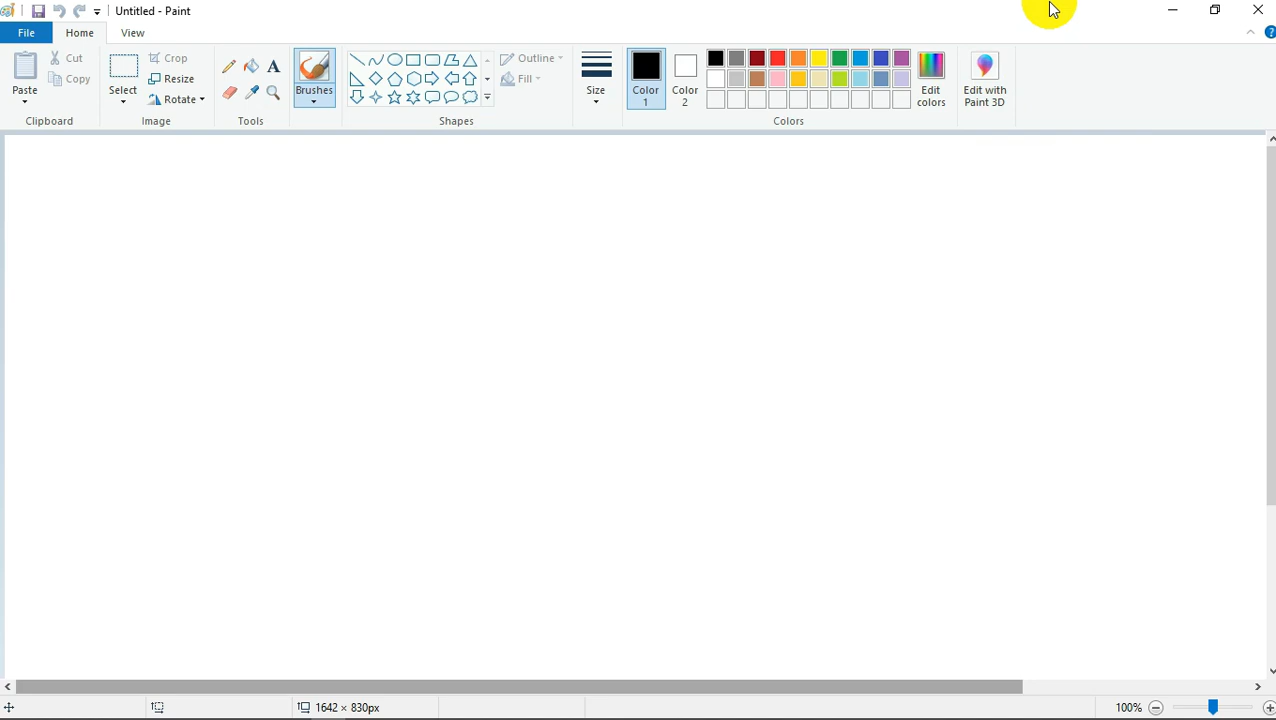 Untitled - Paint
File Home View
Paste
Cut
Copy
Clipboard
Select
Crop
Resize
Rotate
Image
A
Tools
Brushes
Shapes
Outline
Fill
Size
Color 1
Color 2
Edit colors
Colors
Edit with Paint 3D
1642 × 830px
100%